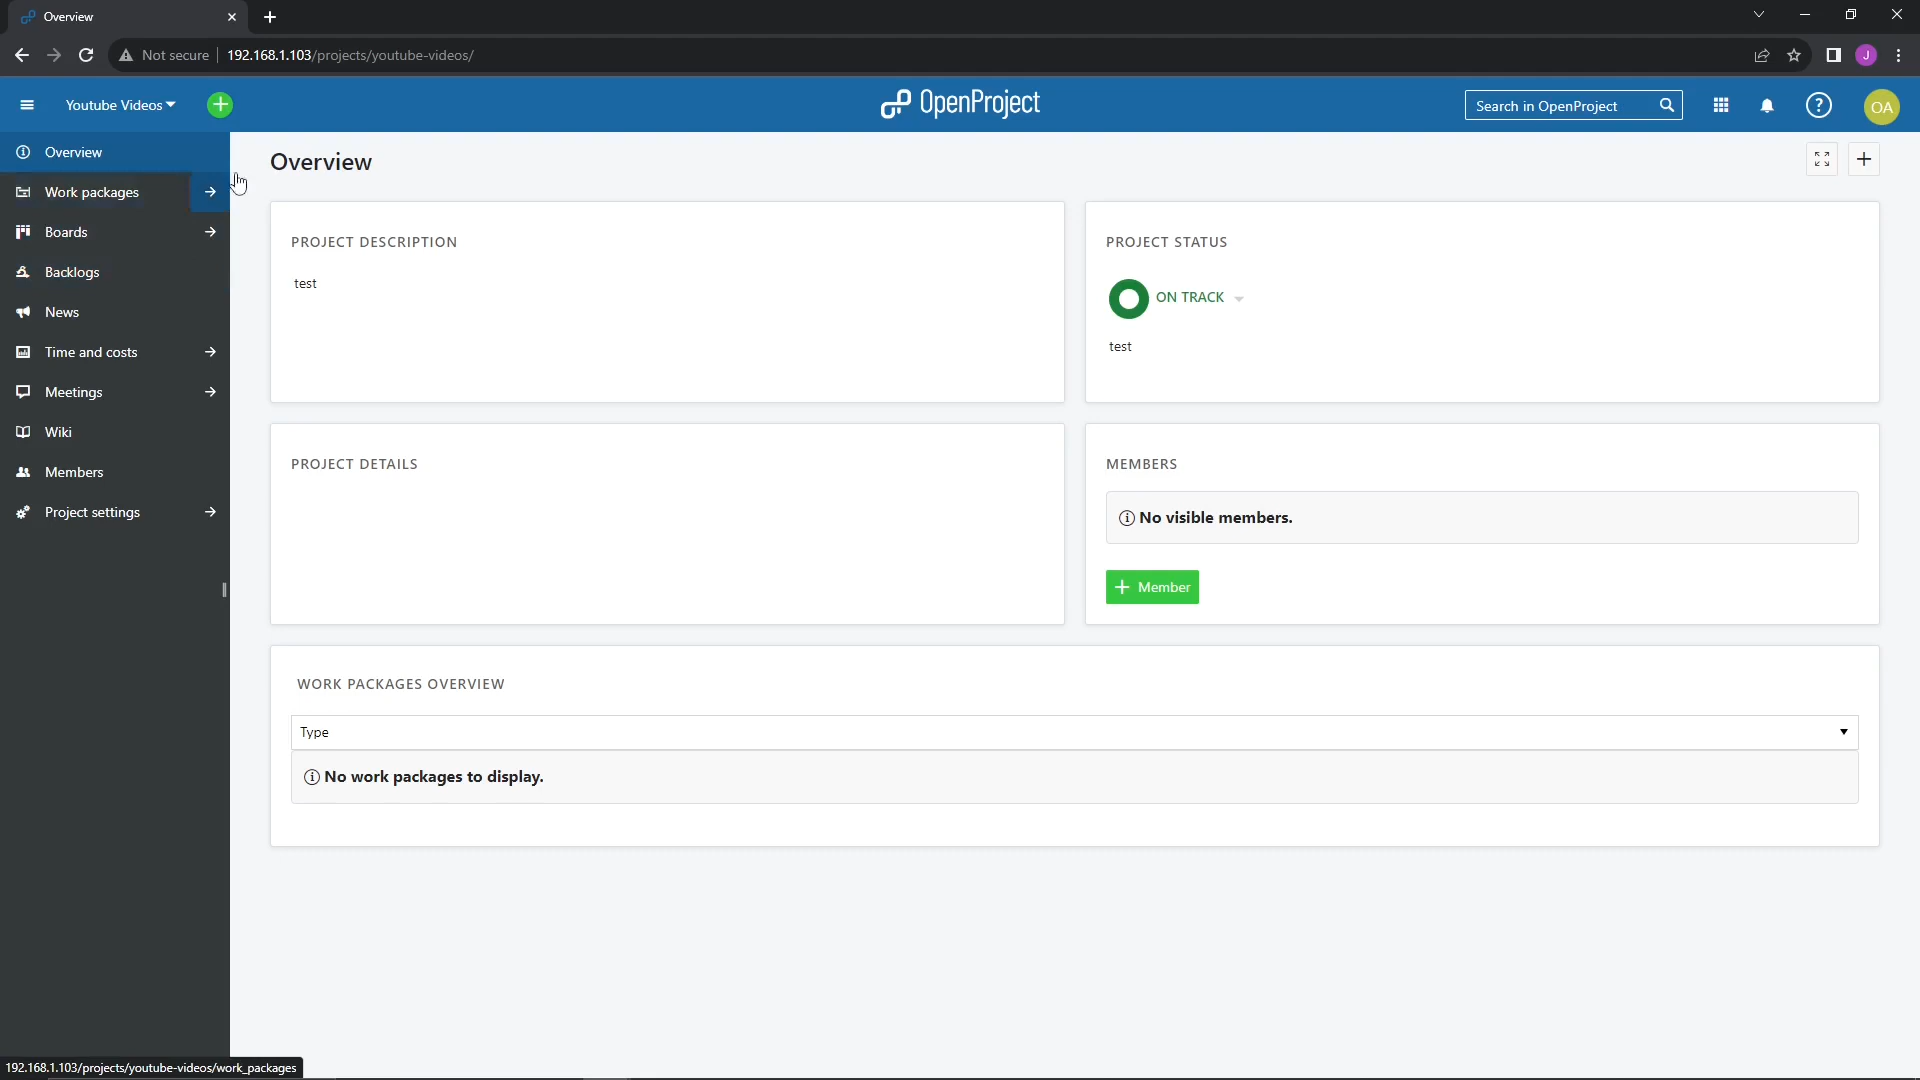 Overview
Not secure
192.168.1.103/projects/youtube-videos/
J
Youtube Videos
OpenProject
Search in OpenProject
?
OA
Overview
Work packages
Boards
Backlogs
News
Time and costs
Meetings
Wiki
Members
Project settings
Overview
PROJECT DESCRIPTION
test
PROJECT STATUS
ON TRACK
test
PROJECT DETAILS
MEMBERS
No visible members.
+ Member
WORK PACKAGES OVERVIEW
Type
No work packages to display.
192.168.1.103/projects/youtube-videos/work_packages